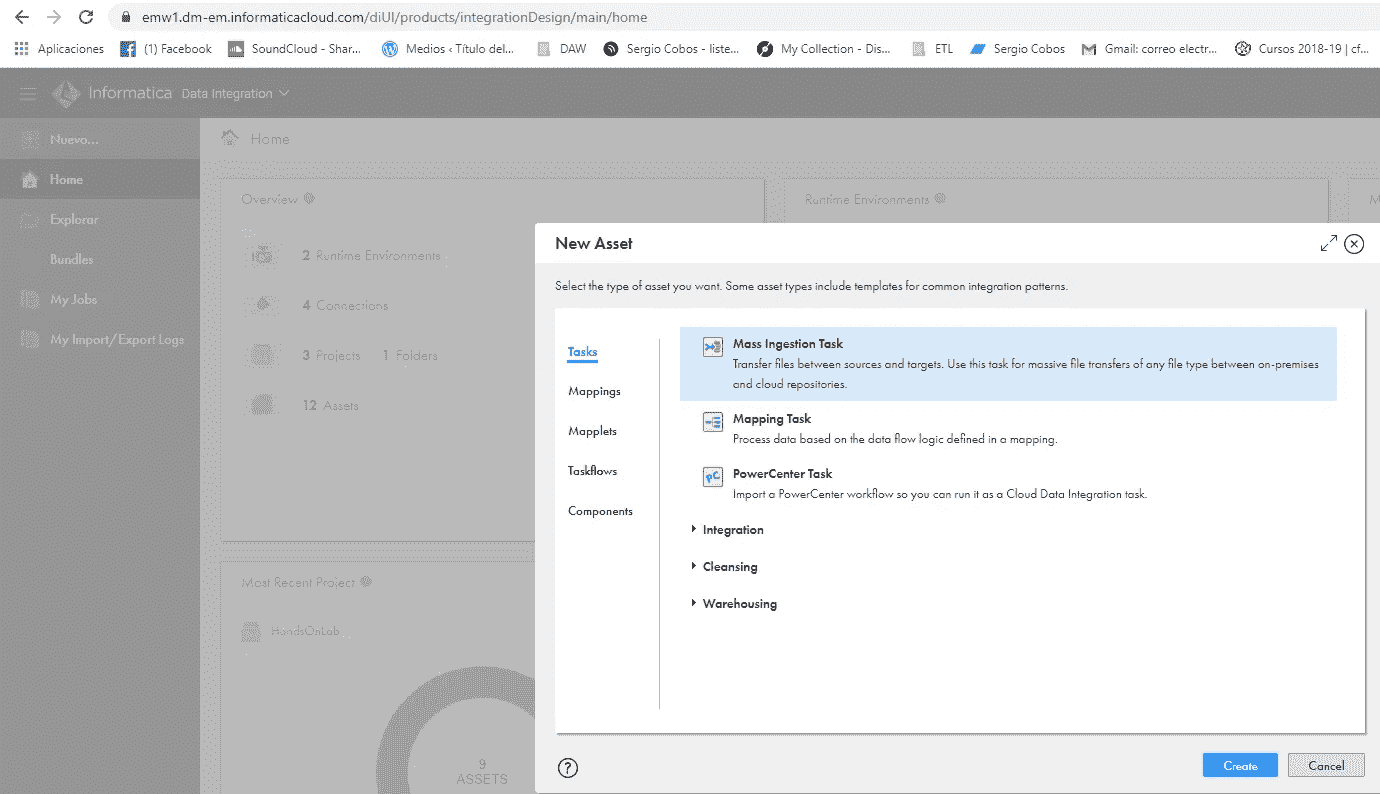 emw1.dm-em.informaticacloud.com/diUI/products/integrationDesign/main/home
Aplicaciones (1) Facebook SoundCloud - Shar... Medios ‹ Título del... DAW Sergio Cobos - liste... My Collection - Dis... ETL Sergio Cobos Gmail: correo electr... Cursos 2018-19 | cf...
Informatica Data Integration
Nuevo...
Home
Explorar
Bundles
My Jobs
My Import/Export Logs
Home
Overview
2 Runtime Environments
4 Connections
3 Projects 1 Folders
12 Assets
Runtime Environments
M
Most Recent Project
HandsOnLab
9
ASSETS
New Asset
Select the type of asset you want. Some asset types include templates for common integration patterns.
Tasks
Mappings
Mapplets
Taskflows
Components
Mass Ingestion Task
Transfer files between sources and targets. Use this task for massive file transfers of any file type between on-premises
and cloud repositories.
Mapping Task
Process data based on the data flow logic defined in a mapping.
PC
PowerCenter Task
Import a PowerCenter workflow so you can run it as a Cloud Data Integration task.
Integration
Cleansing
Warehousing
?
Create Cancel